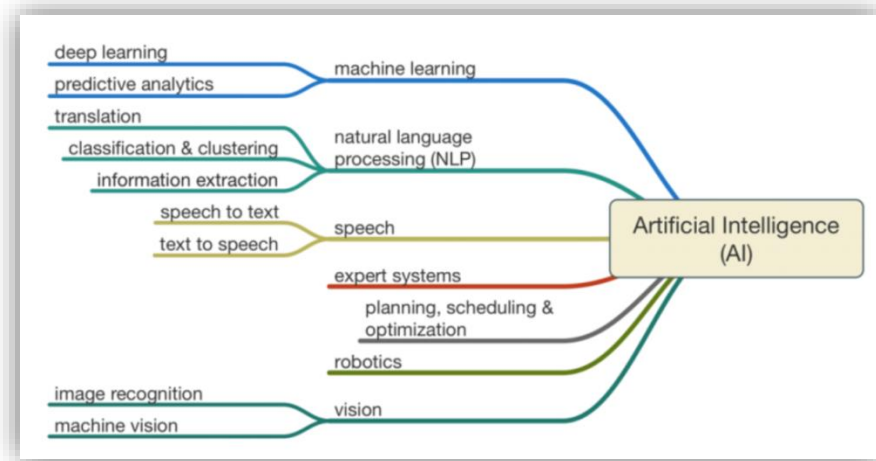 deep learning
predictive analytics
machine learning
translation
classification & clustering
information extraction
natural language
processing (NLP)
speech to text
text to speech
speech
expert systems
planning, scheduling &
optimization
robotics
image recognition
machine vision
vision
Artificial Intelligence
(AI)